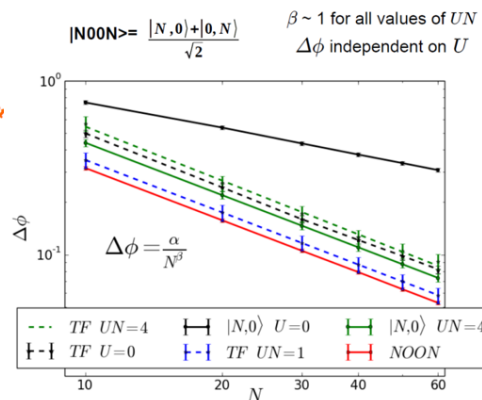 |N00N⟩= |N,0⟩+|0,N⟩ / √2
β ~ 1 for all values of UN
Δϕ independent on U
10⁰
10⁻¹
Δϕ
Δϕ = α / N^β
TF UN=4
|N,0⟩ U=0
|N,0⟩ UN=4
TF U=0
TF UN=1
NOON
10 20 30 40 50 60
N